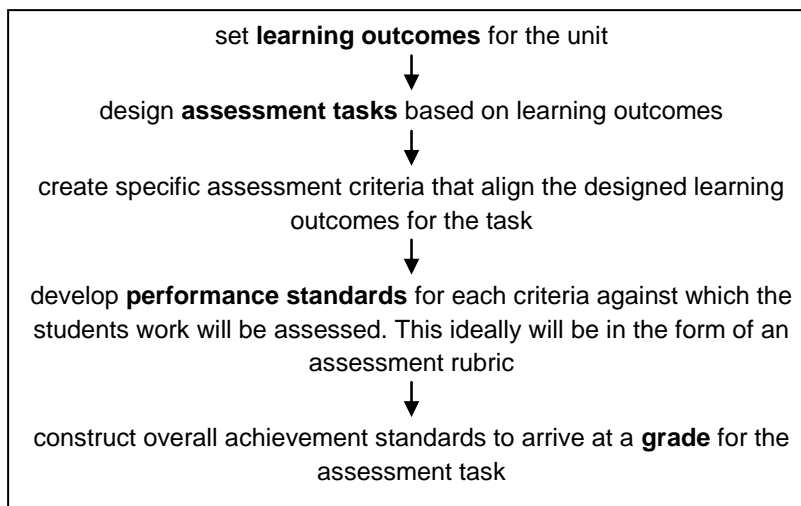 set learning outcomes for the unit
design assessment tasks based on learning outcomes
create specific assessment criteria that align the designed learning
outcomes for the task
develop performance standards for each criteria against which the
students work will be assessed. This ideally will be in the form of an
assessment rubric
construct overall achievement standards to arrive at a grade for the
assessment task